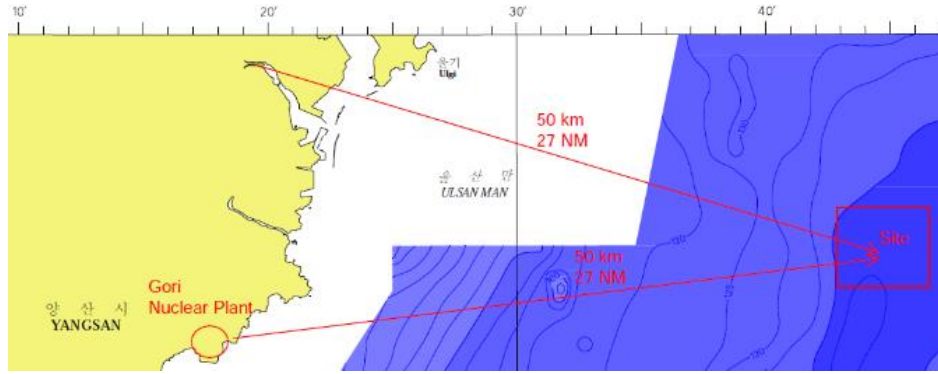 10'
20'
30'
40'
울기
Ulgi
50 km
27 NM
울 산 만
ULSAN MAN
Site
50 km
27 NM
Gori
Nuclear Plant
양 산 시
YANGSAN
130